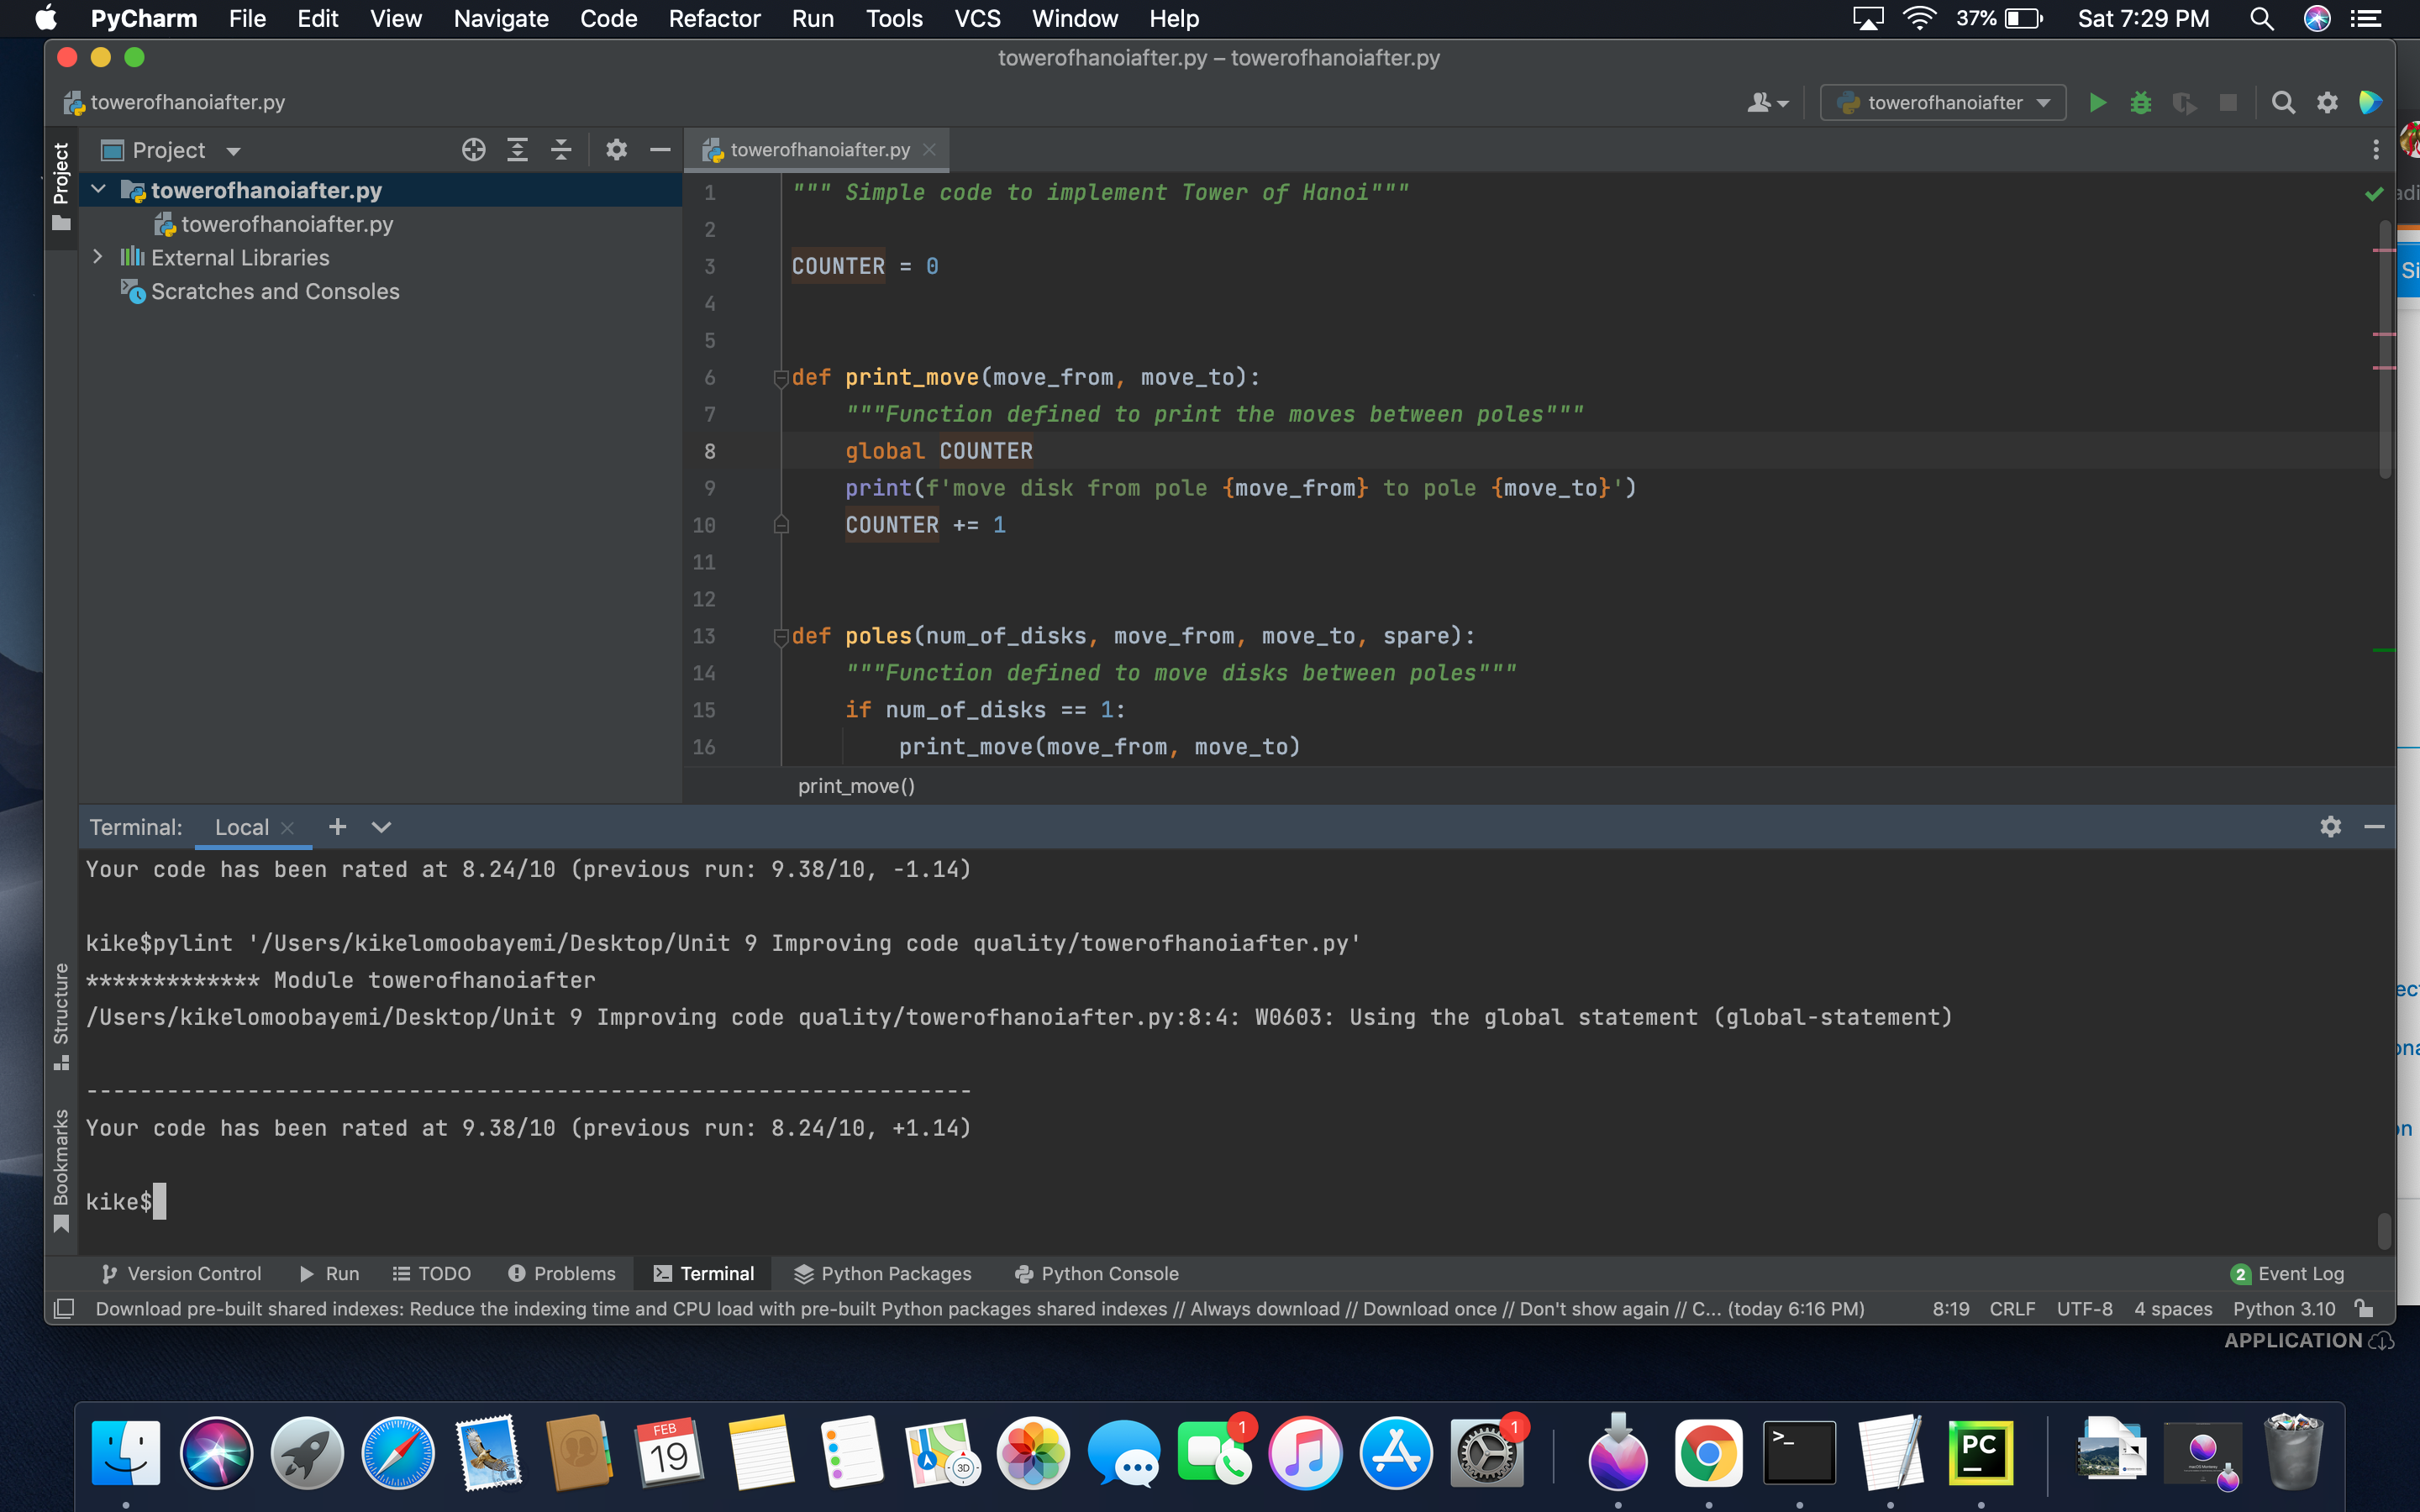 PyCharm File Edit View Navigate Code Refactor Run Tools VCS Window Help 37% Sat 7:29 PM
towerofhanoiafter.py – towerofhanoiafter.py
towerofhanoiafter.py towerofhanoiafter
Project Project towerofhanoiafter.py
towerofhanoiafter.py
towerofhanoiafter.py
External Libraries
Scratches and Consoles
1 """ Simple code to implement Tower of Hanoi"""
2
3 COUNTER = 0
4
5
6 def print_move(move_from, move_to):
7 """Function defined to print the moves between poles"""
8 global COUNTER
9 print(f'move disk from pole {move_from} to pole {move_to}')
10 COUNTER += 1
11
12
13 def poles(num_of_disks, move_from, move_to, spare):
14 """Function defined to move disks between poles"""
15 if num_of_disks == 1:
16 print_move(move_from, move_to)
print_move()
Terminal: Local
Your code has been rated at 8.24/10 (previous run: 9.38/10, -1.14)
kike$pylint '/Users/kikelomoobayemi/Desktop/Unit 9 Improving code quality/towerofhanoiafter.py'
************* Module towerofhanoiafter
/Users/kikelomoobayemi/Desktop/Unit 9 Improving code quality/towerofhanoiafter.py:8:4: W0603: Using the global statement (global-statement)
------------------------------------------------------------------
Your code has been rated at 9.38/10 (previous run: 8.24/10, +1.14)
kike$
Structure
Bookmarks
Version Control Run TODO Problems Terminal Python Packages Python Console 2 Event Log
Download pre-built shared indexes: Reduce the indexing time and CPU load with pre-built Python packages shared indexes // Always download // Download once // Don't show again // C... (today 6:16 PM) 8:19 CRLF UTF-8 4 spaces Python 3.10
APPLICATION
FEB
19
3D
1
1
>_
PC